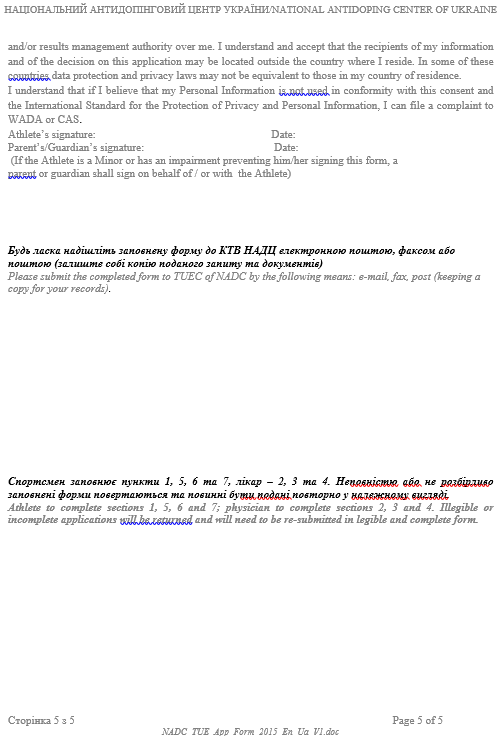 НАЦІОНАЛЬНИЙ АНТИДОПІНГОВИЙ ЦЕНТР УКРАЇНИ/NATIONAL ANTIDOPING CENTER OF UKRAINE
and/or results management authority over me. I understand and accept that the recipients of my information
and of the decision on this application may be located outside the country where I reside. In some of these
countries data protection and privacy laws may not be equivalent to those in my country of residence.
I understand that if I believe that my Personal Information is not used in conformity with this consent and
the International Standard for the Protection of Privacy and Personal Information, I can file a complaint to
WADA or CAS.
Athlete's signature: Date:
Parent's/Guardian's signature: Date:
(If the Athlete is a Minor or has an impairment preventing him/her signing this form, a
parent or guardian shall sign on behalf of / or with the Athlete)
Будь ласка надішліть заповнену форму до КТВ НАДЦ електронною поштою, факсом або
поштою (залиште собі копію поданого запиту та документів)
Please submit the completed form to TUEC of NADC by the following means: e-mail, fax, post (keeping a
copy for your records).
Спортсмен заповнює пункти 1, 5, 6 та 7, лікар – 2, 3 та 4. Неповністю або не розбірливо
заповнені форми повертаються та повинні бути подані повторно у належному вигляді.
Athlete to complete sections 1, 5, 6 and 7; physician to complete sections 2, 3 and 4. Illegible or
incomplete applications will be returned and will need to be re-submitted in legible and complete form.
Сторінка 5 з 5 Page 5 of 5
NADC_TUE_App_Form_2015_En_Ua_V1.doc